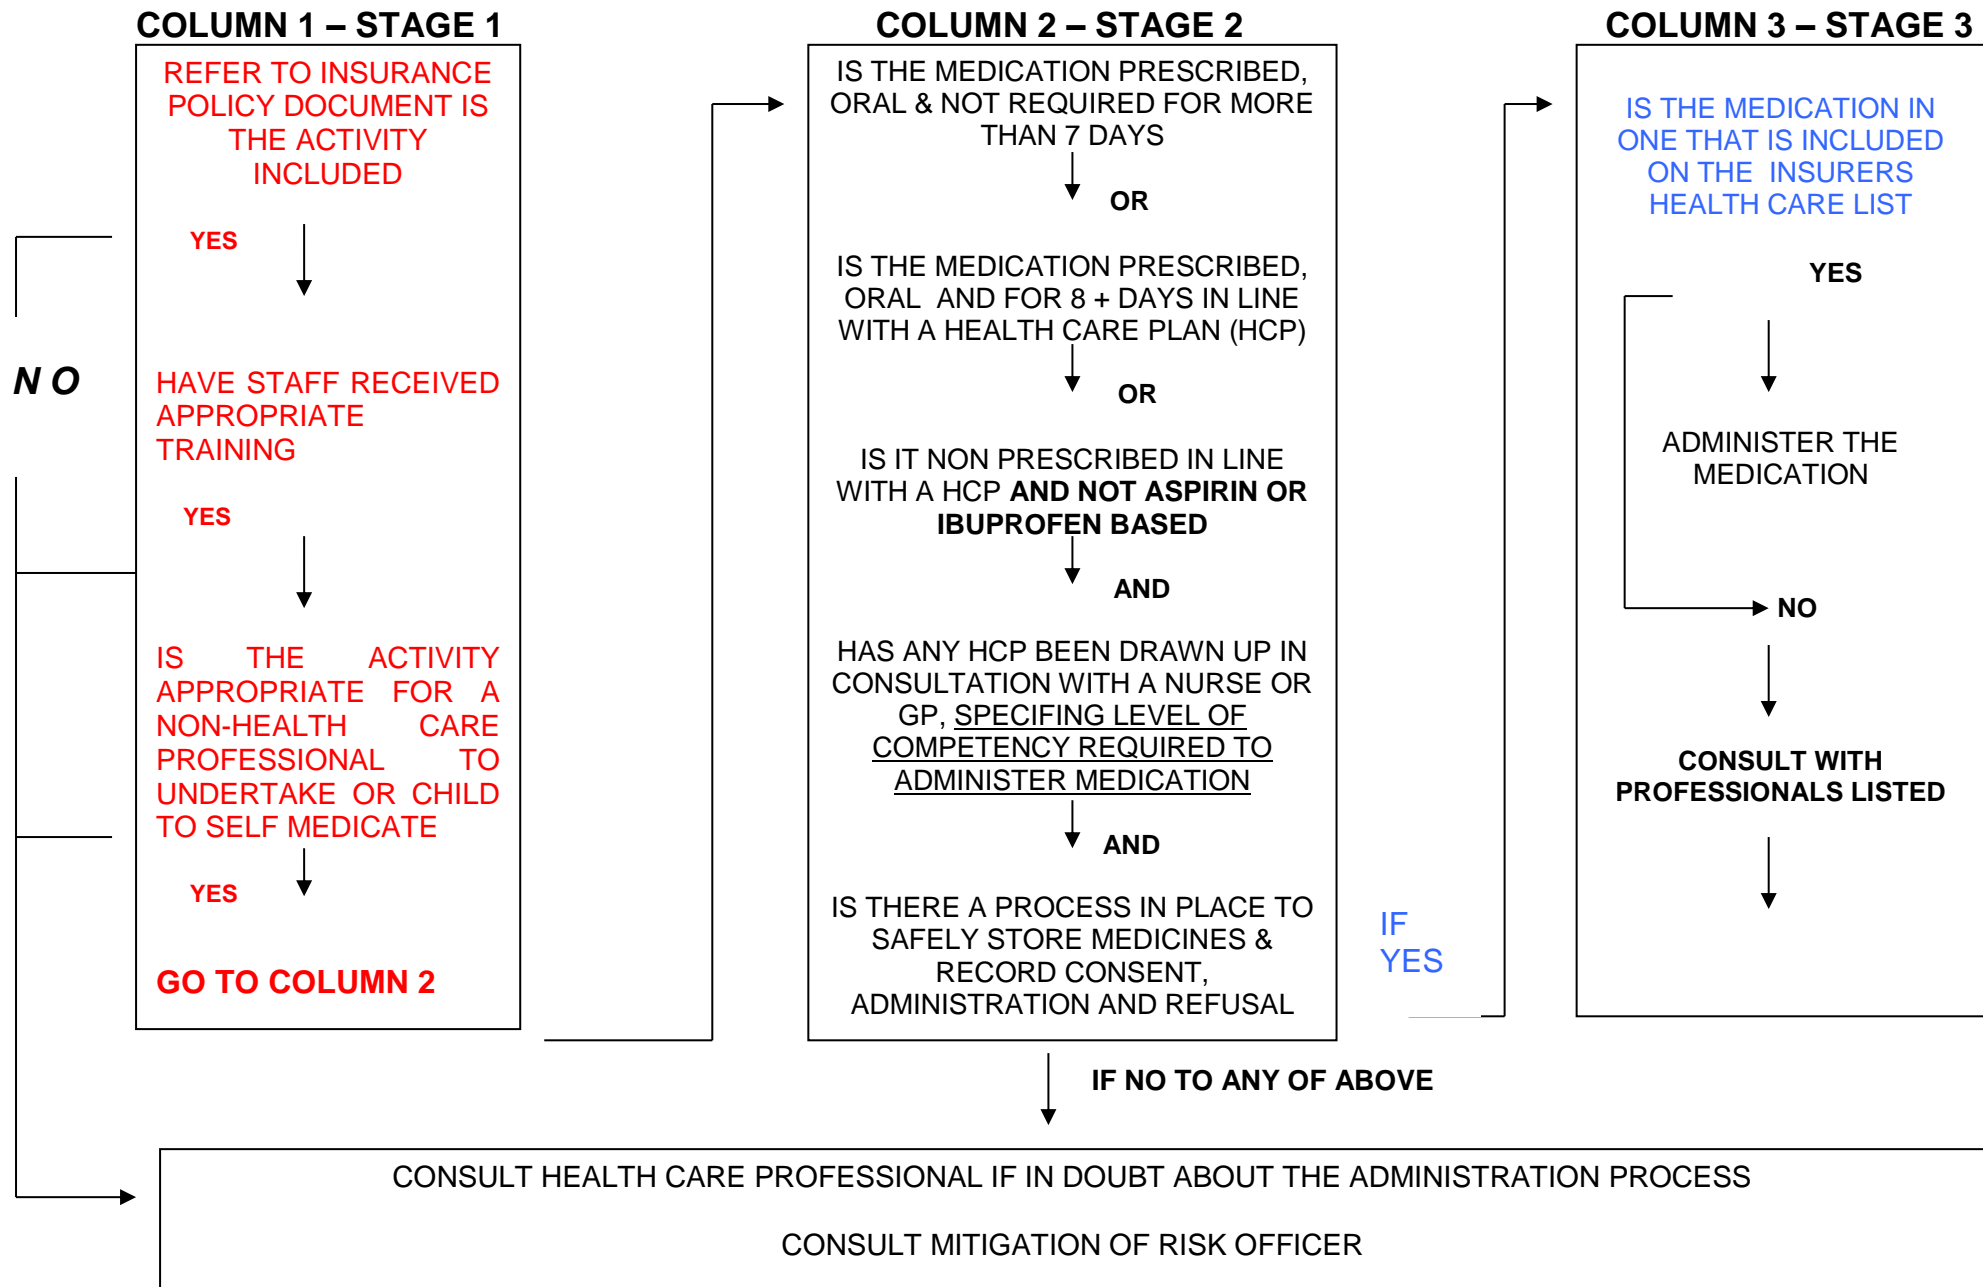 COLUMN 1 – STAGE 1
REFER TO INSURANCE
POLICY DOCUMENT IS
THE ACTIVITY
INCLUDED
YES
N O
HAVE STAFF RECEIVED
APPROPRIATE
TRAINING
YES
IS THE ACTIVITY
APPROPRIATE FOR A
NON-HEALTH CARE
PROFESSIONAL TO
UNDERTAKE OR CHILD
TO SELF MEDICATE
YES
GO TO COLUMN 2
COLUMN 2 – STAGE 2
IS THE MEDICATION PRESCRIBED,
ORAL & NOT REQUIRED FOR MORE
THAN 7 DAYS
OR
IS THE MEDICATION PRESCRIBED,
ORAL AND FOR 8 + DAYS IN LINE
WITH A HEALTH CARE PLAN (HCP)
OR
IS IT NON PRESCRIBED IN LINE
WITH A HCP AND NOT ASPIRIN OR
IBUPROFEN BASED
AND
HAS ANY HCP BEEN DRAWN UP IN
CONSULTATION WITH A NURSE OR
GP, SPECIFING LEVEL OF
COMPETENCY REQUIRED TO
ADMINISTER MEDICATION
AND
IS THERE A PROCESS IN PLACE TO
SAFELY STORE MEDICINES &
RECORD CONSENT,
ADMINISTRATION AND REFUSAL
IF
YES
IF NO TO ANY OF ABOVE
COLUMN 3 – STAGE 3
IS THE MEDICATION IN
ONE THAT IS INCLUDED
ON THE INSURERS
HEALTH CARE LIST
YES
ADMINISTER THE
MEDICATION
NO
CONSULT WITH
PROFESSIONALS LISTED
CONSULT HEALTH CARE PROFESSIONAL IF IN DOUBT ABOUT THE ADMINISTRATION PROCESS
CONSULT MITIGATION OF RISK OFFICER